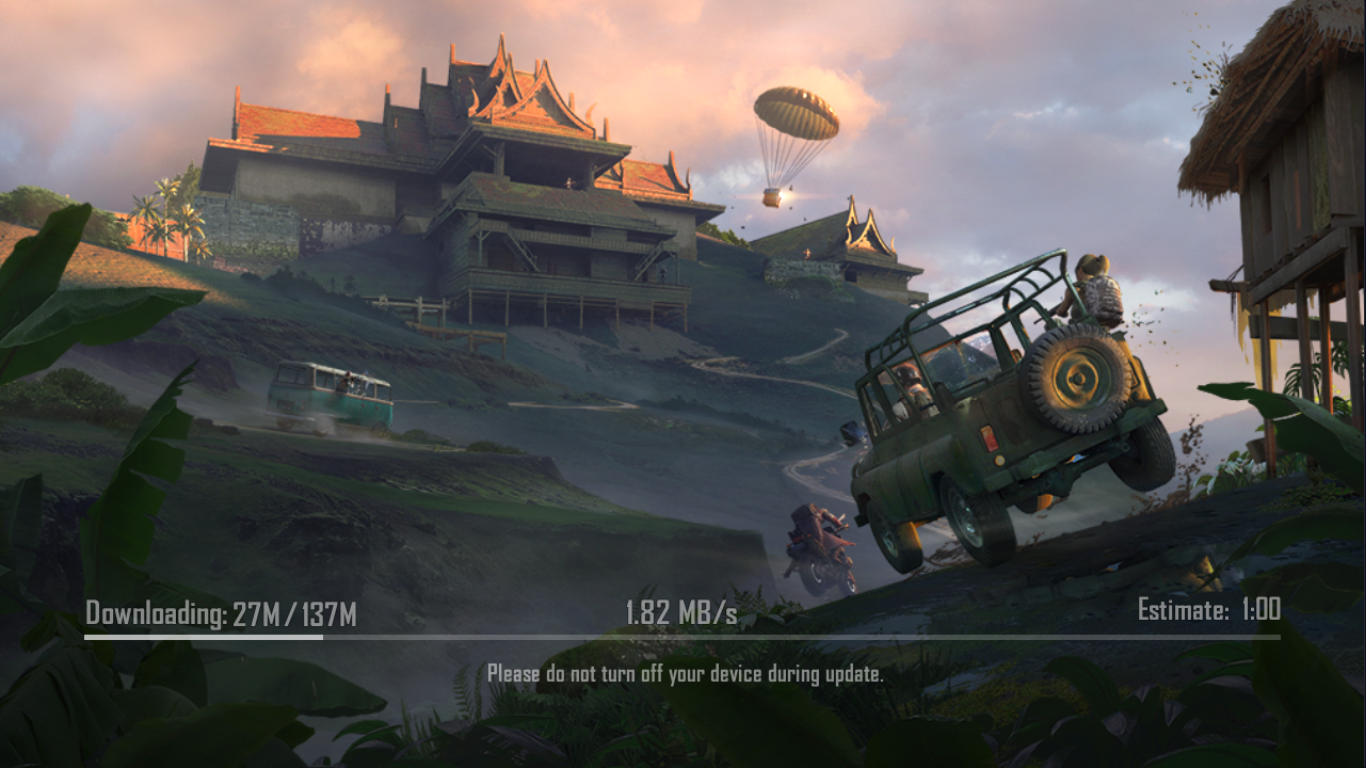 Downloading: 27M / 137M 1.82 MB/s Estimate: 1:00
Please do not turn off your device during update.